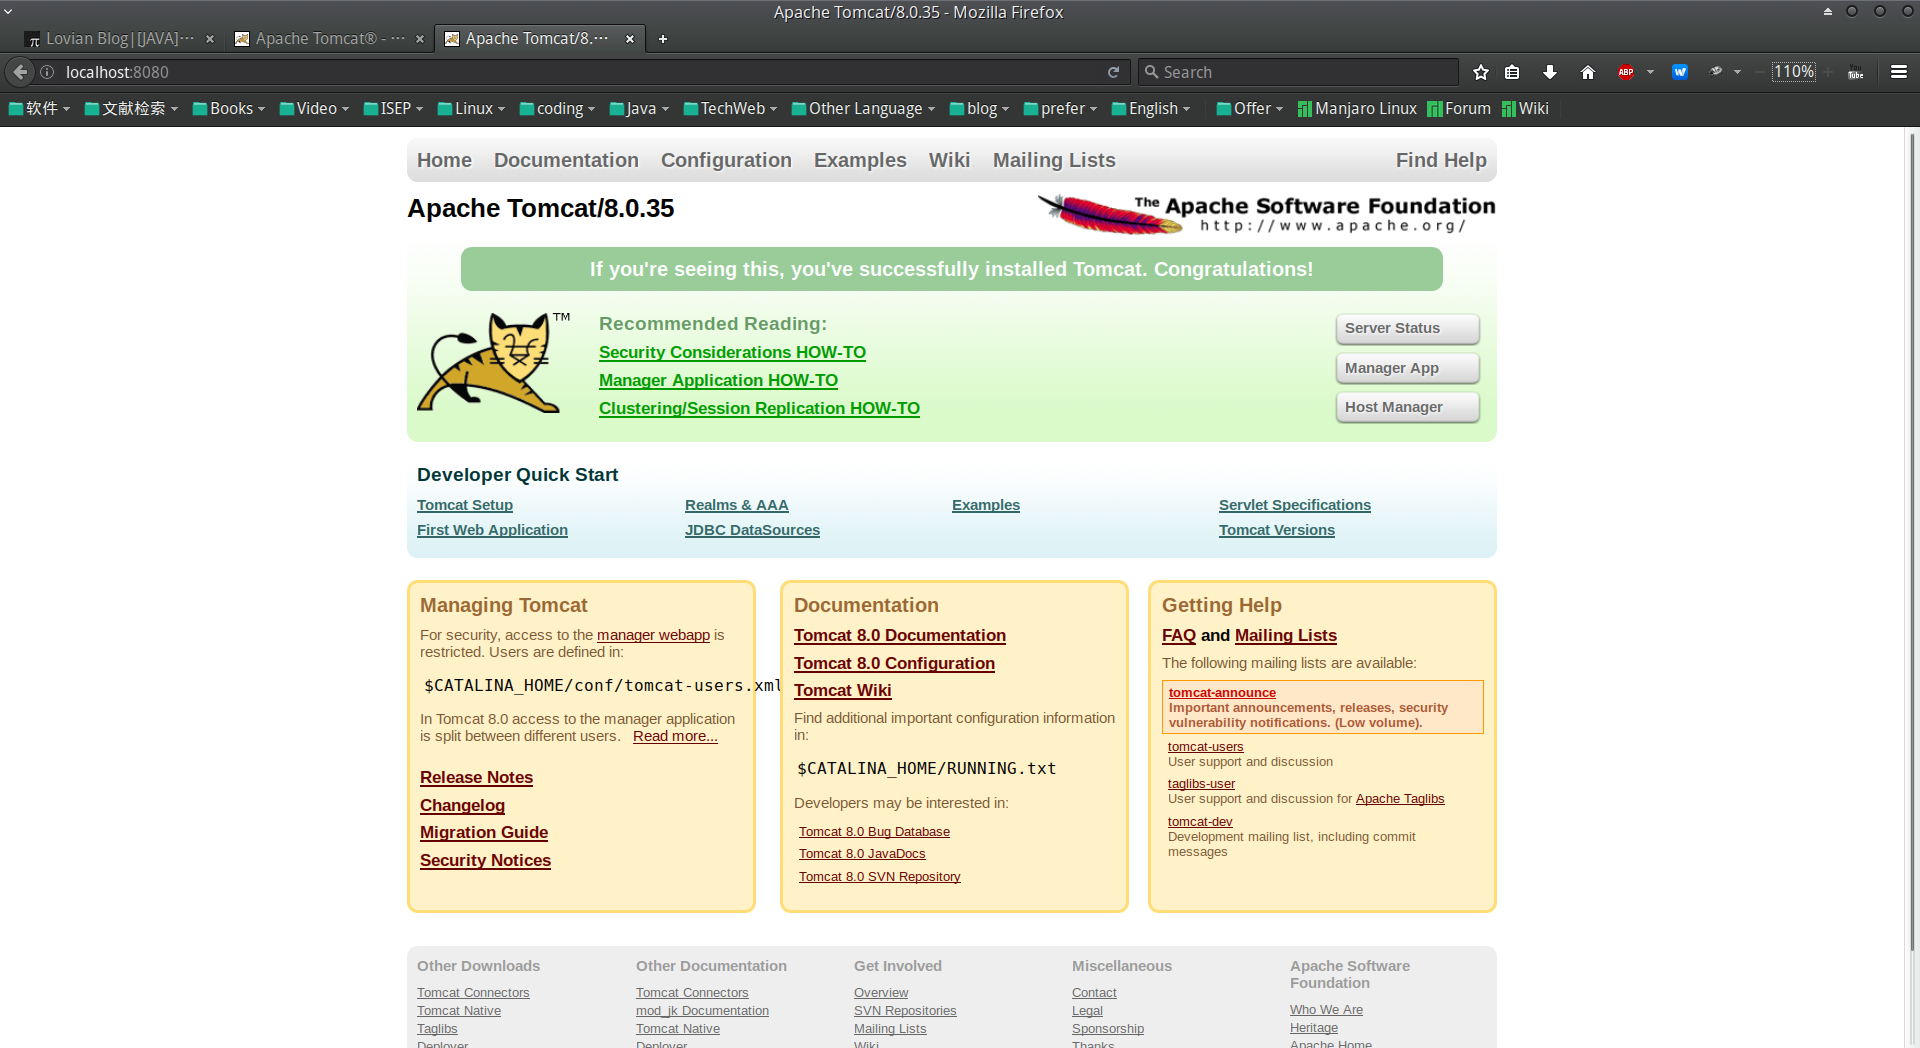 Apache Tomcat/8.0.35 - Mozilla Firefox
Lovian Blog|[JAVA]···
Apache Tomcat® - ···
Apache Tomcat/8.···
localhost:8080
Search
ABP
110%
You
Tube
软件
文献检索
Books
Video
ISEP
Linux
coding
Java
TechWeb
Other Language
blog
prefer
English
Offer
Manjaro Linux
Forum
Wiki
Home Documentation Configuration Examples Wiki Mailing Lists Find Help
Apache Tomcat/8.0.35
The Apache Software Foundation
http://www.apache.org/
If you're seeing this, you've successfully installed Tomcat. Congratulations!
TM
Recommended Reading:
Security Considerations HOW-TO
Manager Application HOW-TO
Clustering/Session Replication HOW-TO
Server Status
Manager App
Host Manager
Developer Quick Start
Tomcat Setup
First Web Application
Realms & AAA
JDBC DataSources
Examples
Servlet Specifications
Tomcat Versions
Managing Tomcat
For security, access to the manager webapp is
restricted. Users are defined in:
$CATALINA_HOME/conf/tomcat-users.xml
In Tomcat 8.0 access to the manager application
is split between different users. Read more...
Release Notes
Changelog
Migration Guide
Security Notices
Documentation
Tomcat 8.0 Documentation
Tomcat 8.0 Configuration
Tomcat Wiki
Find additional important configuration information
in:
$CATALINA_HOME/RUNNING.txt
Developers may be interested in:
Tomcat 8.0 Bug Database
Tomcat 8.0 JavaDocs
Tomcat 8.0 SVN Repository
Getting Help
FAQ and Mailing Lists
The following mailing lists are available:
tomcat-announce
Important announcements, releases, security
vulnerability notifications. (Low volume).
tomcat-users
User support and discussion
taglibs-user
User support and discussion for Apache Taglibs
tomcat-dev
Development mailing list, including commit
messages
Other Downloads
Tomcat Connectors
Tomcat Native
Taglibs
Deployer
Other Documentation
Tomcat Connectors
mod_jk Documentation
Tomcat Native
Deployer
Get Involved
Overview
SVN Repositories
Mailing Lists
Wiki
Miscellaneous
Contact
Legal
Sponsorship
Thanks
Apache Software
Foundation
Who We Are
Heritage
Apache Home